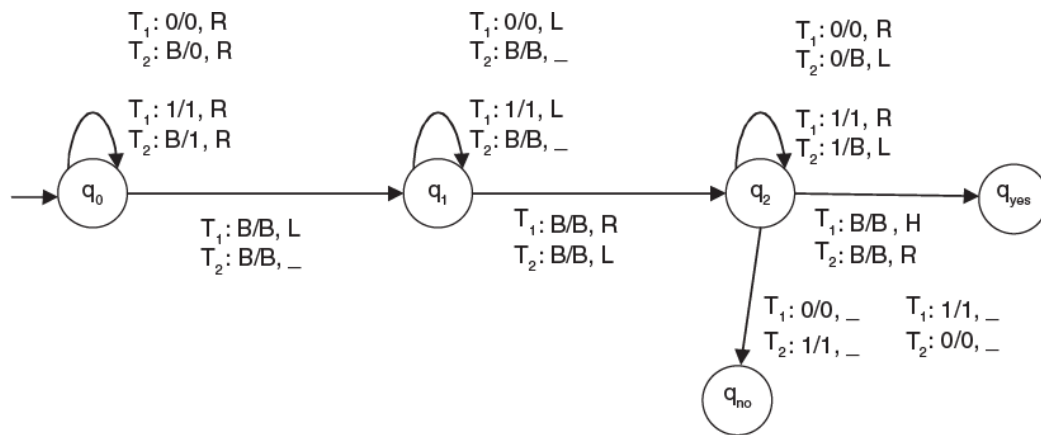 T1: 0/0, R
T2: B/0, R
T1: 1/1, R
T2: B/1, R
q0
T1: B/B, L
T2: B/B, _
T1: 0/0, L
T2: B/B, _
T1: 1/1, L
T2: B/B, _
q1
T1: B/B, R
T2: B/B, L
T1: 0/0, R
T2: 0/B, L
T1: 1/1, R
T2: 1/B, L
q2
T1: B/B , H
T2: B/B, R
qyes
T1: 0/0, _
T2: 1/1, _
T1: 1/1, _
T2: 0/0, _
qno